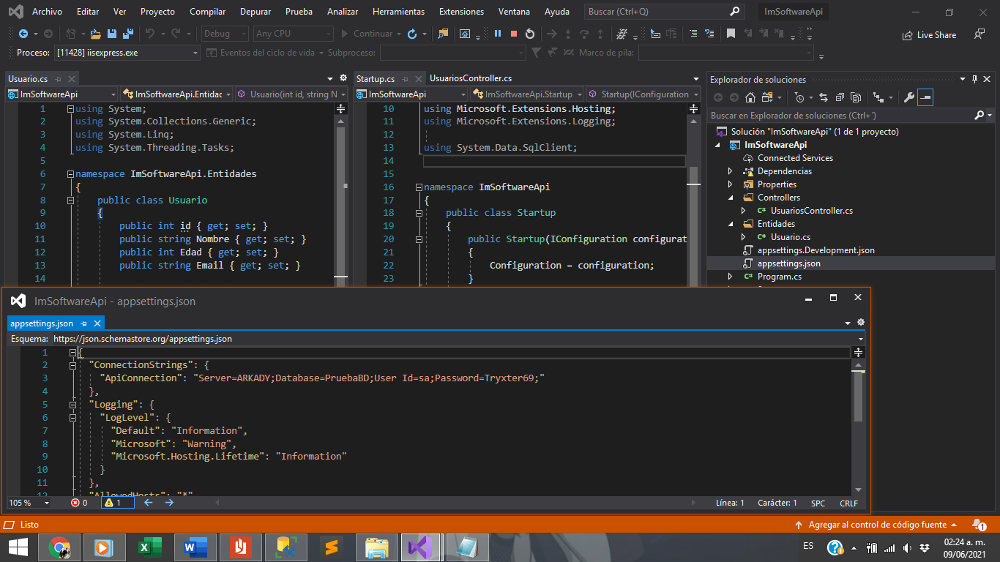 Archivo Editar Ver Proyecto Compilar Depurar Prueba Analizar Herramientas Extensiones Ventana Ayuda Buscar (Ctrl+Q) ImSoftwareApi
Debug Any CPU Continuar Live Share
Proceso: [11428] iisexpress.exe Eventos del ciclo de vida Subproceso: Marco de pila:
Usuario.cs
ImSoftwareApi ImSoftwareApi.Entidac Usuario(int id, string N
1 using System;
2 using System.Collections.Generic;
3 using System.Linq;
4 using System.Threading.Tasks;
5
6 namespace ImSoftwareApi.Entidades
7 {
8 public class Usuario
9 {
10 public int id { get; set; }
11 public string Nombre { get; set; }
12 public int Edad { get; set; }
13 public string Email { get; set; }
14
Startup.cs UsuariosController.cs
ImSoftwareApi ImSoftwareApi.Startup Startup(IConfiguration
10 using Microsoft.Extensions.Hosting;
11 using Microsoft.Extensions.Logging;
12
13 using System.Data.SqlClient;
14
15
16 namespace ImSoftwareApi
17 {
18 public class Startup
19 {
20 public Startup(IConfiguration configurat
21 {
22 Configuration = configuration;
23 }
Explorador de soluciones
Buscar en Explorador de soluciones (Ctrl+´)
Solución "ImSoftwareApi" (1 de 1 proyecto)
ImSoftwareApi
Connected Services
Dependencias
Properties
Controllers
C# UsuariosController.cs
Entidades
C# Usuario.cs
appsettings.Development.json
appsettings.json
C# Program.cs
ImSoftwareApi - appsettings.json
appsettings.json
Esquema: https://json.schemastore.org/appsettings.json
1 {
2 "ConnectionStrings": {
3 "ApiConnection": "Server=ARKADY;Database=PruebaBD;User Id=sa;Password=Tryxter69;"
4 },
5 "Logging": {
6 "LogLevel": {
7 "Default": "Information",
8 "Microsoft": "Warning",
9 "Microsoft.Hosting.Lifetime": "Information"
10 }
11 },
12 "AllowedHosts": "*"
105 % 0 1 Línea: 1 Carácter: 1 SPC CRLF
Listo Agregar al control de código fuente 1
ES 02:24 a. m.
09/06/2021